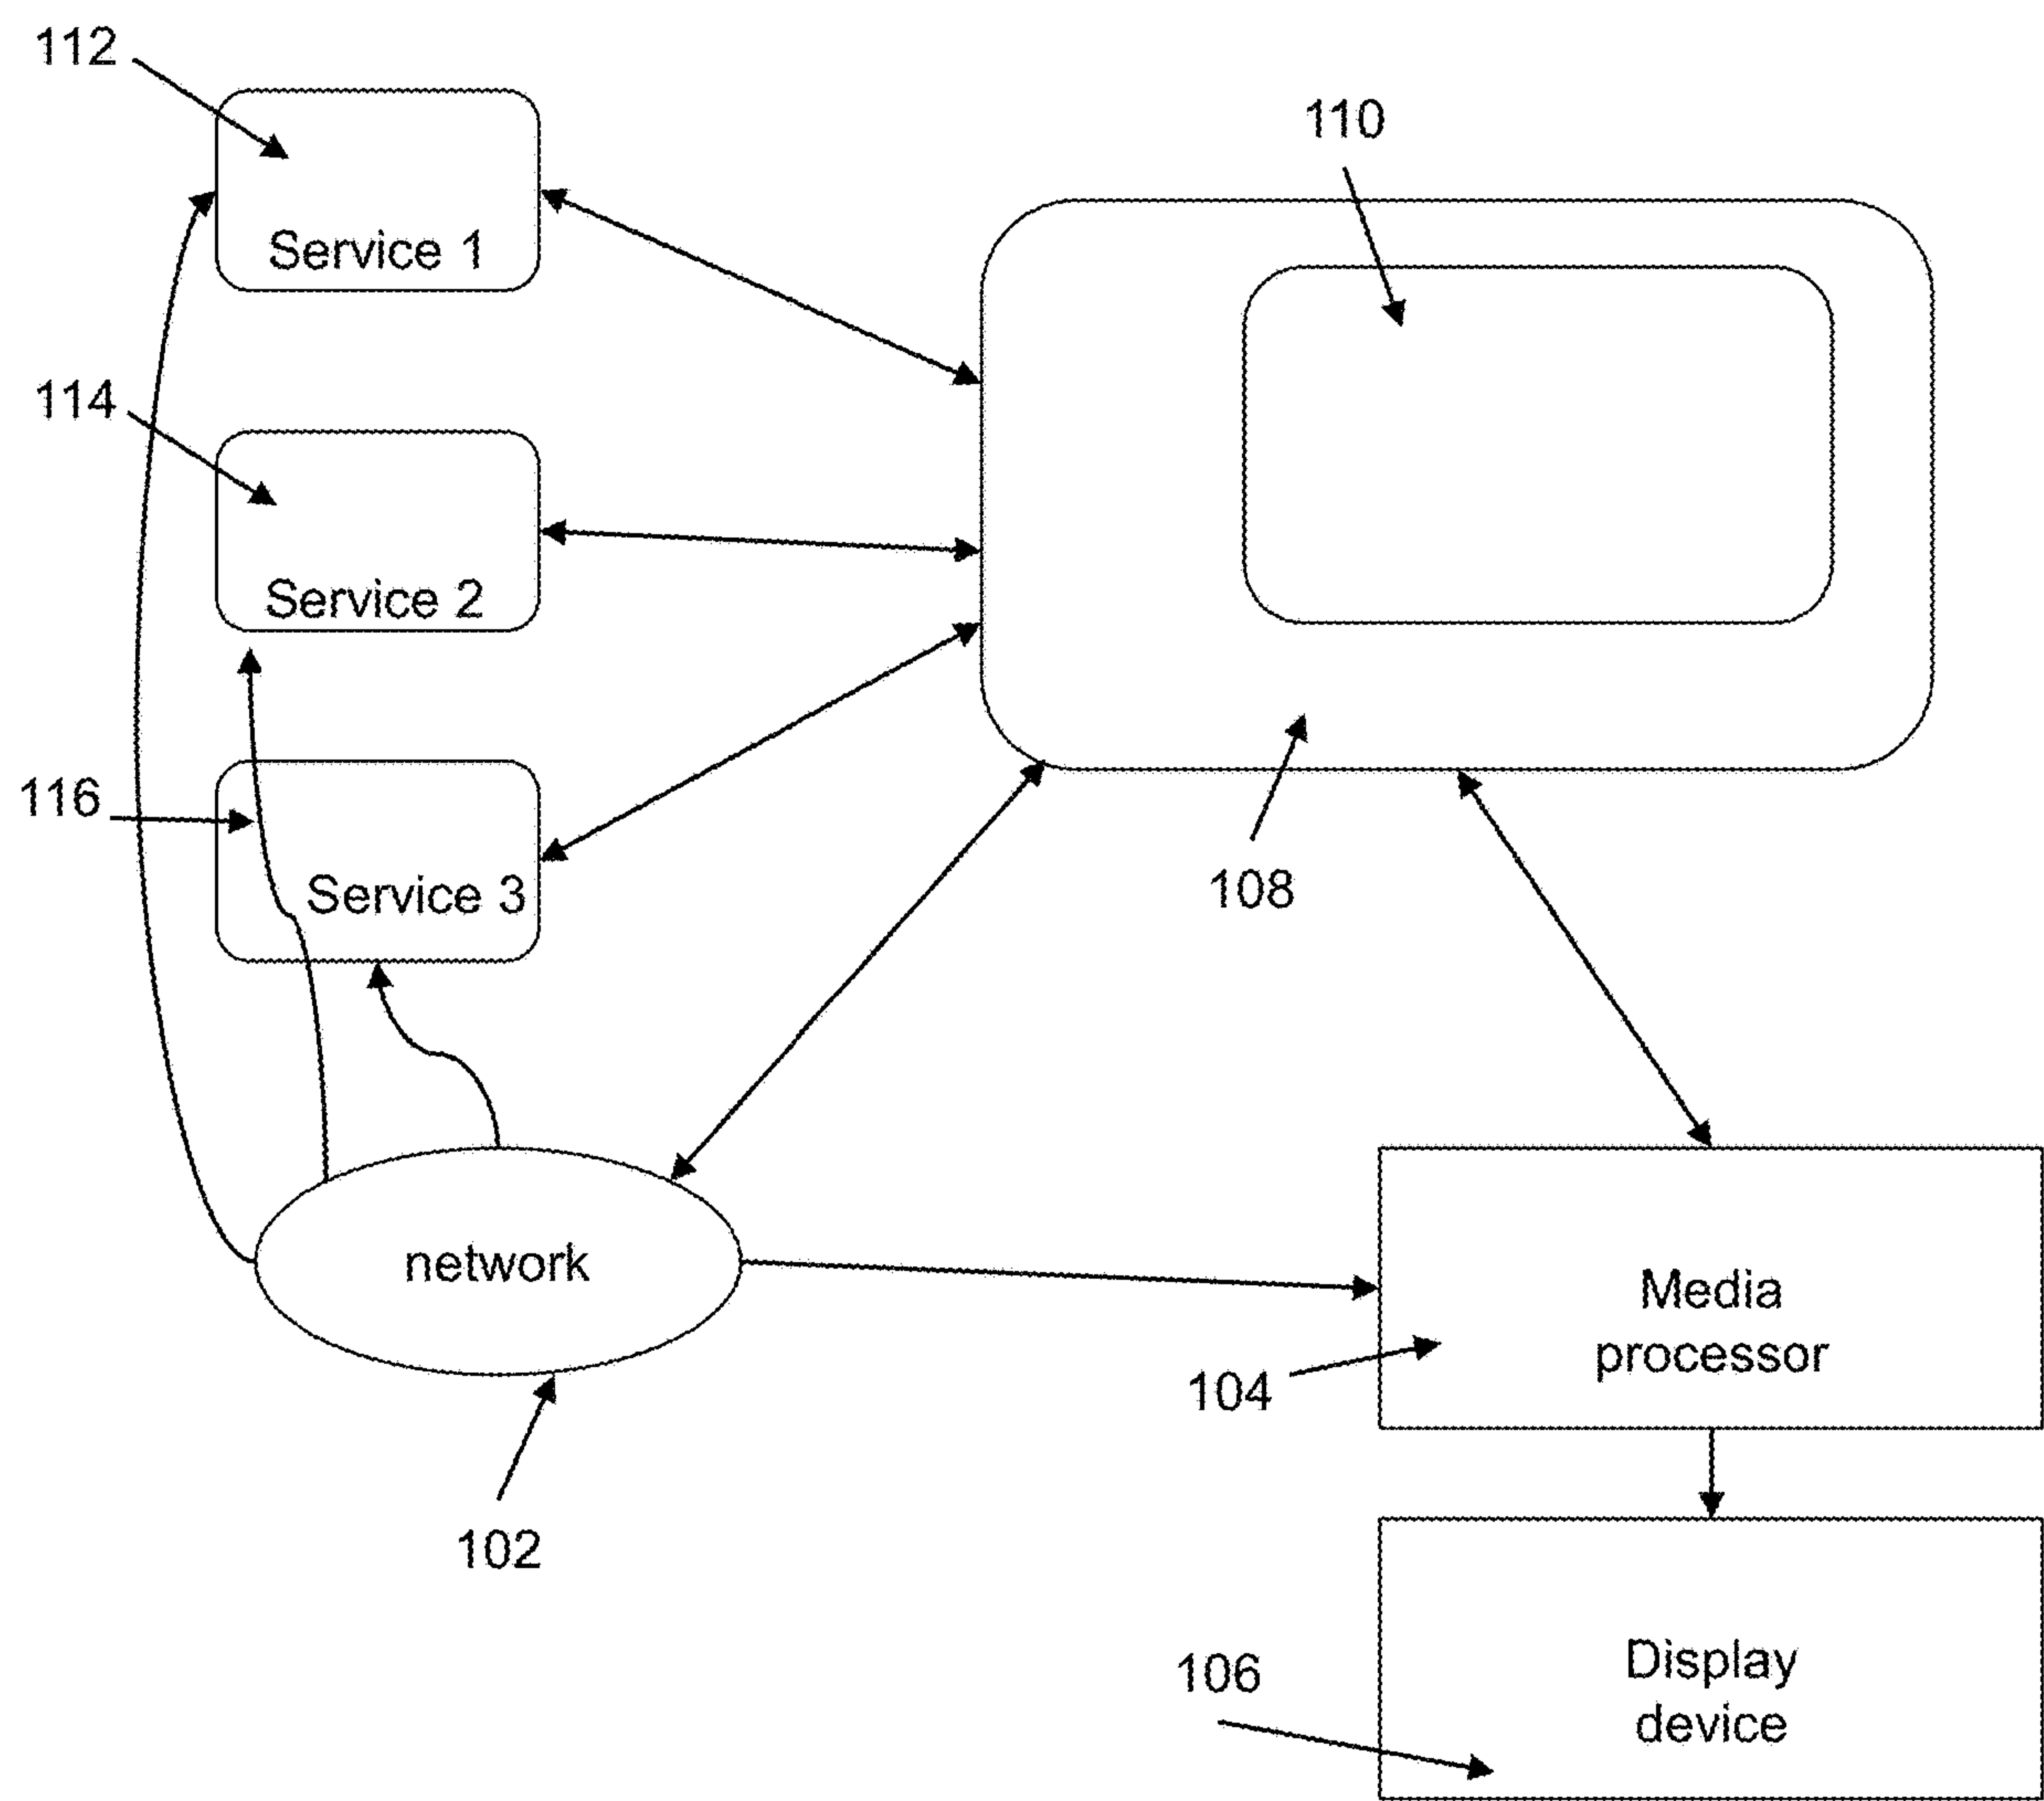 112
110
Service 1
114
Service 2
116
Service 3
108
network
Media
processor
104
102
Display
device
106